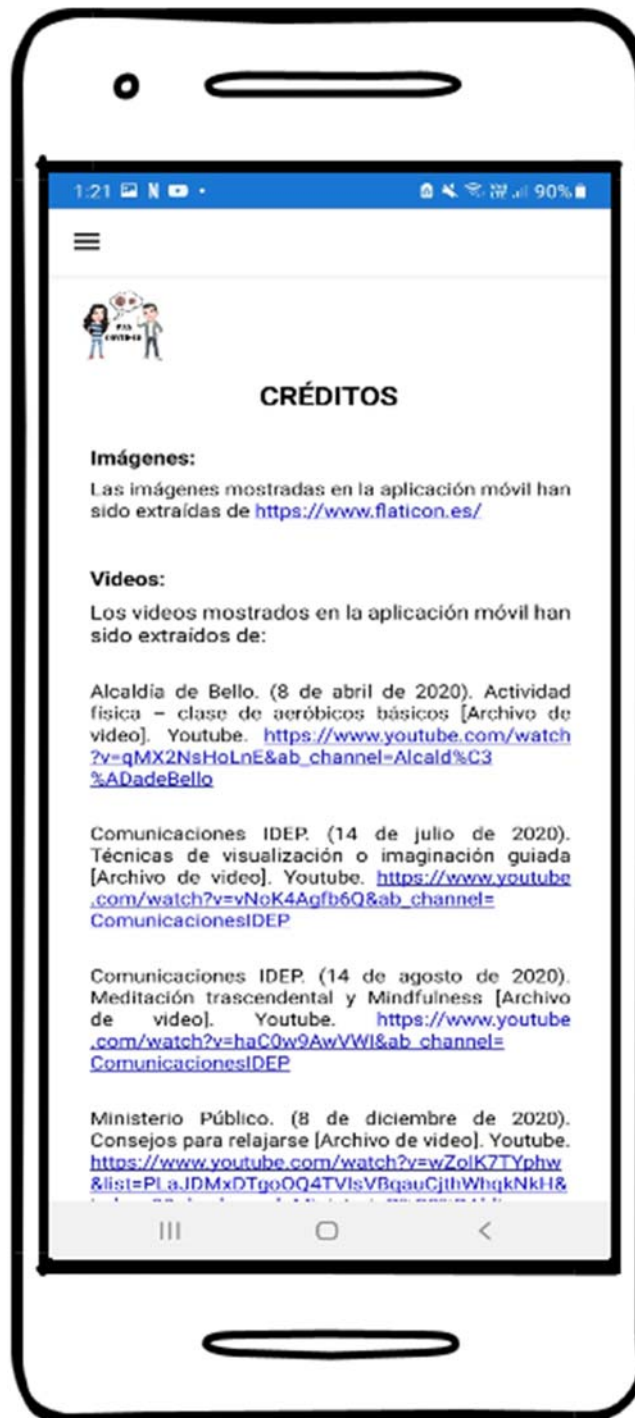 1:21
90%
CRÉDITOS
Imágenes:
Las imágenes mostradas en la aplicación móvil han
sido extraídas de https://www.flaticon.es/
Videos:
Los videos mostrados en la aplicación móvil han
sido extraídos de:
Alcaldía de Bello. (8 de abril de 2020). Actividad
física – clase de aeróbicos básicos [Archivo de
video]. Youtube. https://www.youtube.com/watch
?v=qMX2NsHoLnE&ab_channel=Alcald%C3
%ADadeBello
Comunicaciones IDEP. (14 de julio de 2020).
Técnicas de visualización o imaginación guiada
[Archivo de video]. Youtube. https://www.youtube
.com/watch?v=vNoK4Agfb6Q&ab_channel=
ComunicacionesIDEP
Comunicaciones IDEP. (14 de agosto de 2020).
Meditación trascendental y Mindfulness [Archivo
de video]. Youtube. https://www.youtube
.com/watch?v=haC0w9AwVWI&ab_channel=
ComunicacionesIDEP
Ministerio Público. (8 de diciembre de 2020).
Consejos para relajarse [Archivo de video]. Youtube.
https://www.youtube.com/watch?v=wZolK7TYphw
&list=PLaJDMxDTgoOQ4TVIsVBqauCjthWhqkNkH&